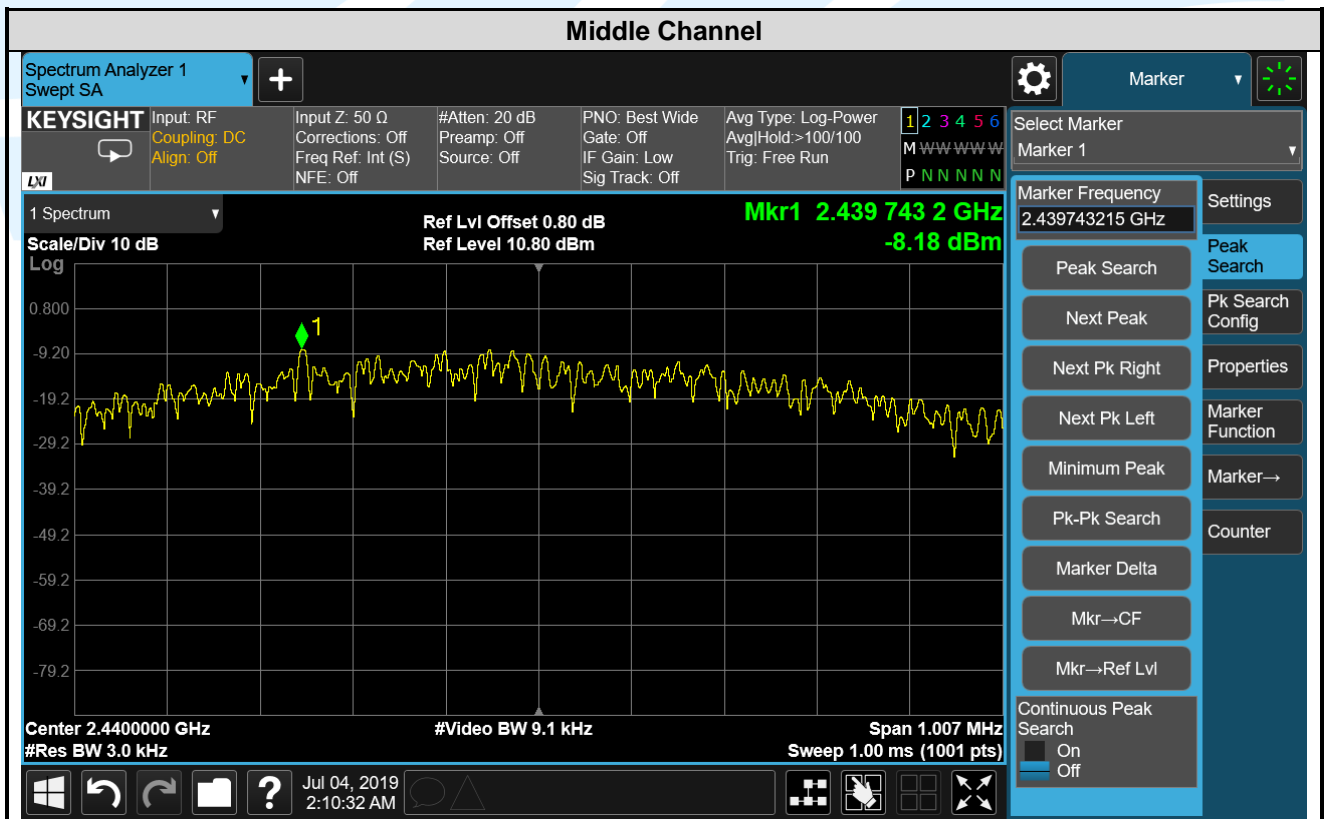 Middle Channel
Spectrum Analyzer 1
Swept SA
+
Marker
KEYSIGHT
LXI
Input: RF
Coupling: DC
Align: Off
Input Z: 50 Ω
Corrections: Off
Freq Ref: Int (S)
NFE: Off
#Atten: 20 dB
Preamp: Off
Source: Off
PNO: Best Wide
Gate: Off
IF Gain: Low
Sig Track: Off
Avg Type: Log-Power
Avg|Hold:>100/100
Trig: Free Run
1 2 3 4 5 6
M W W W W W
P N N N N N
Select Marker
Marker 1
1 Spectrum
Scale/Div 10 dB
Ref Lvl Offset 0.80 dB
Ref Level 10.80 dBm
Mkr1 2.439 743 2 GHz
-8.18 dBm
Log
0.800
-9.20
-19.2
-29.2
-39.2
-49.2
-59.2
-69.2
-79.2
1
Center 2.4400000 GHz
#Res BW 3.0 kHz
#Video BW 9.1 kHz
Span 1.007 MHz
Sweep 1.00 ms (1001 pts)
Marker Frequency
2.439743215 GHz
Peak Search
Next Peak
Next Pk Right
Next Pk Left
Minimum Peak
Pk-Pk Search
Marker Delta
Mkr→CF
Mkr→Ref Lvl
Continuous Peak
Search
On
Off
Settings
Peak
Search
Pk Search
Config
Properties
Marker
Function
Marker→
Counter
?
Jul 04, 2019
2:10:32 AM